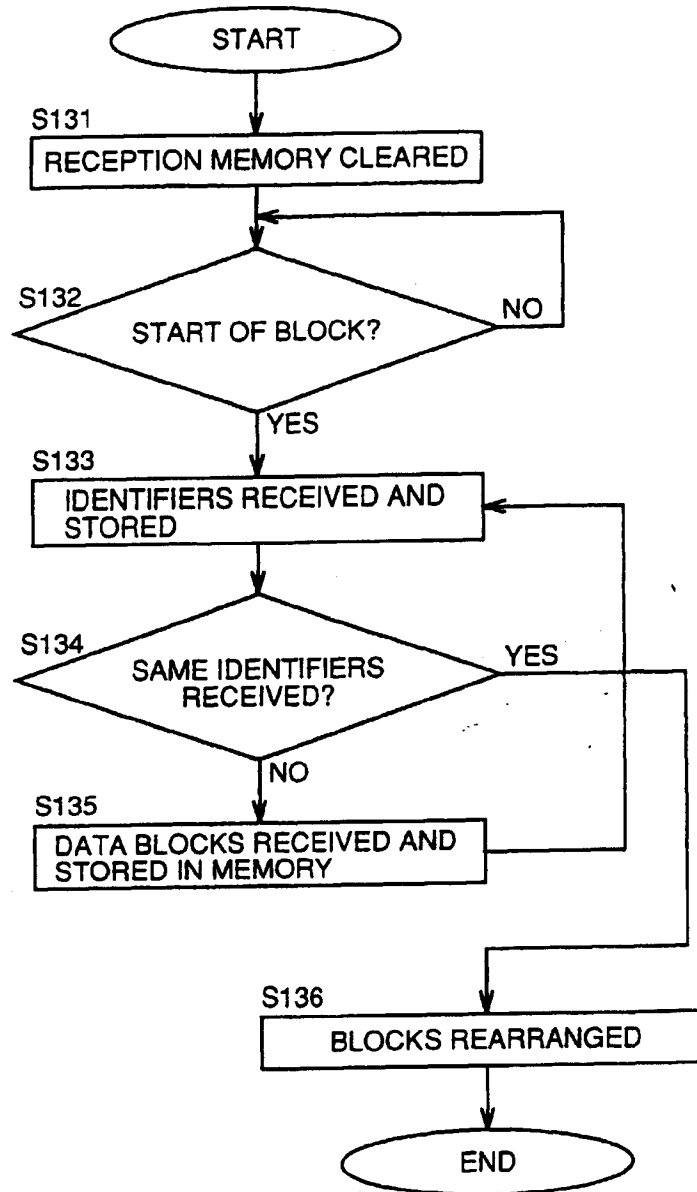 START
S131
RECEPTION MEMORY CLEARED
S132
START OF BLOCK?
NO
YES
S133
IDENTIFIERS RECEIVED AND
STORED
S134
SAME IDENTIFIERS
RECEIVED?
YES
NO
S135
DATA BLOCKS RECEIVED AND
STORED IN MEMORY
S136
BLOCKS REARRANGED
END